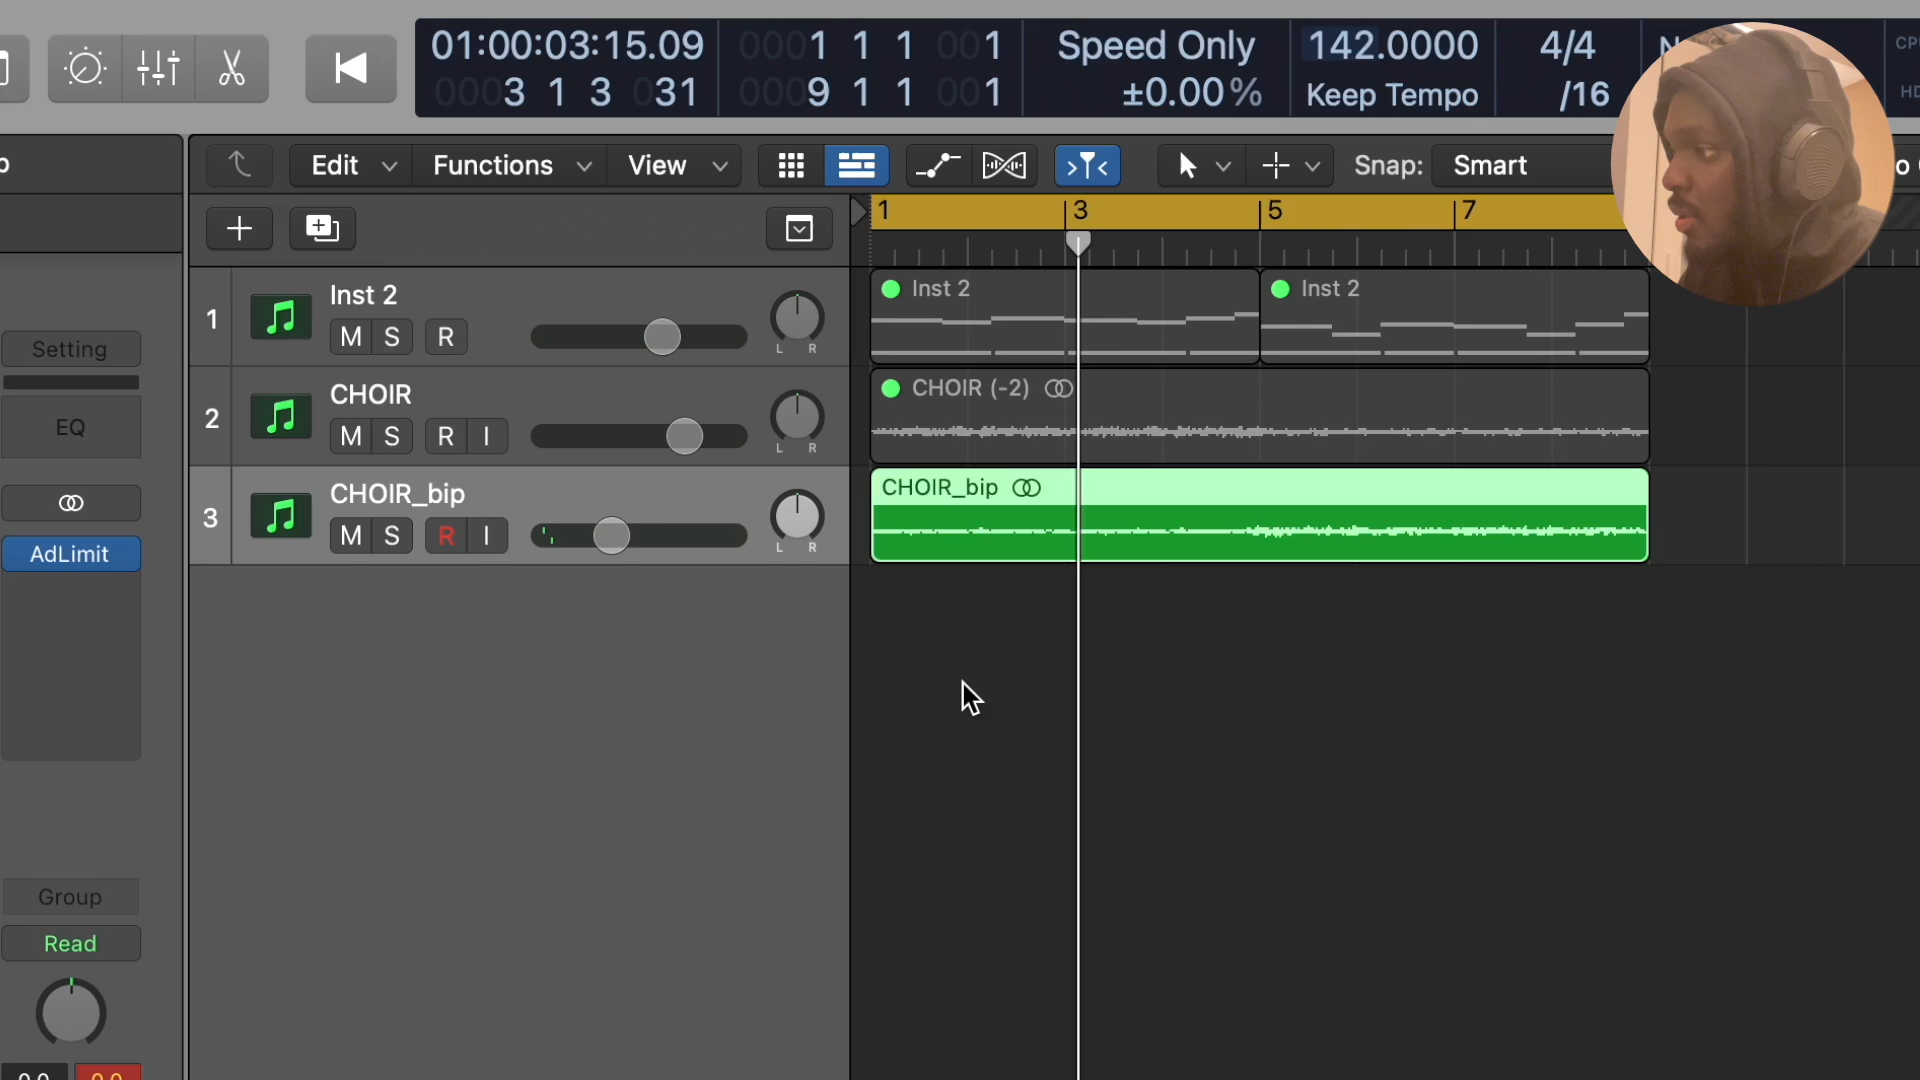 01:00:03:15.09
0003 1 3 031
0001 1 1 001
0009 1 1 001
Speed Only
±0.00%
142.0000
Keep Tempo
4/4
/16
CP
HD
Edit
Functions
View
Snap: Smart
1
3
5
7
Setting
EQ
AdLimit
Group
Read
1
Inst 2
M S R
L R
Inst 2
Inst 2
2
CHOIR
M S R I
L R
CHOIR (-2)
3
CHOIR_bip
M S R I
L R
CHOIR_bip